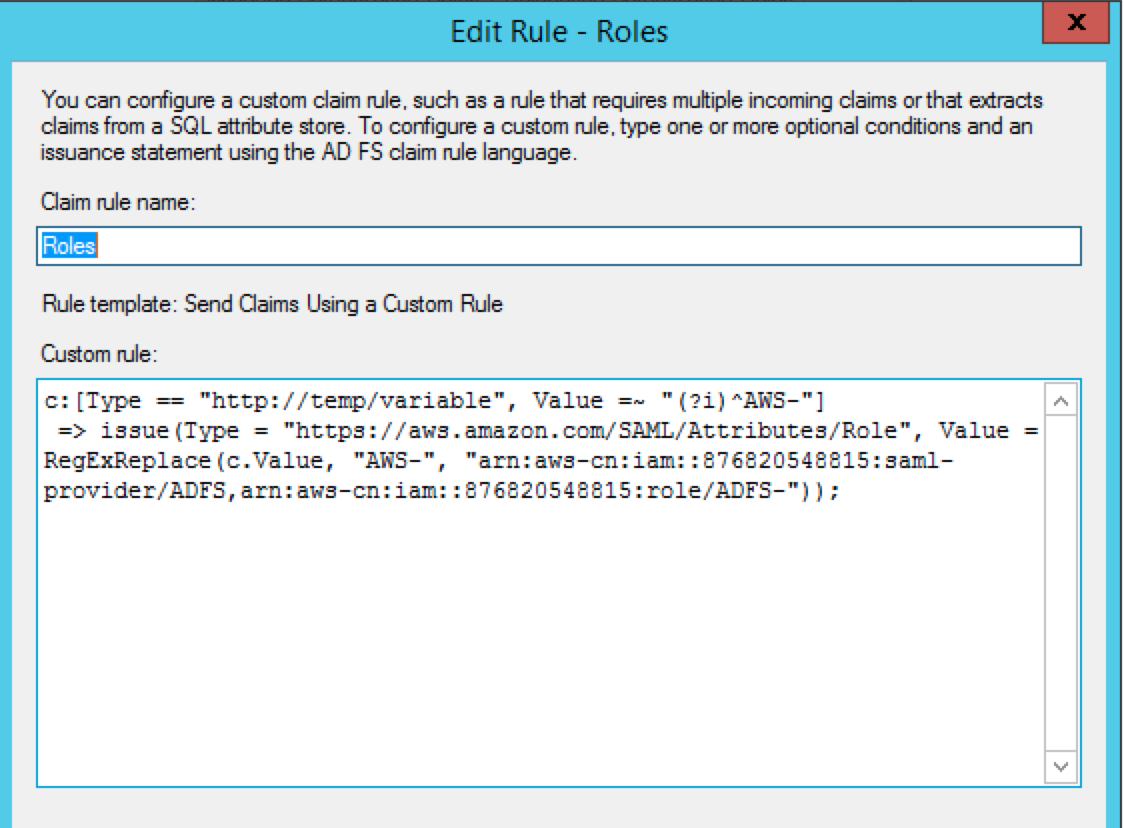 Edit Rule - Roles
X
You can configure a custom claim rule, such as a rule that requires multiple incoming claims or that extracts
claims from a SQL attribute store. To configure a custom rule, type one or more optional conditions and an
issuance statement using the AD FS claim rule language.
Claim rule name:
Roles
Rule template: Send Claims Using a Custom Rule
Custom rule:
c:[Type == "http://temp/variable", Value =~ "(?i)^AWS-"]
 => issue(Type = "https://aws.amazon.com/SAML/Attributes/Role", Value =
RegExReplace(c.Value, "AWS-", "arn:aws-cn:iam::876820548815:saml-
provider/ADFS,arn:aws-cn:iam::876820548815:role/ADFS-"));